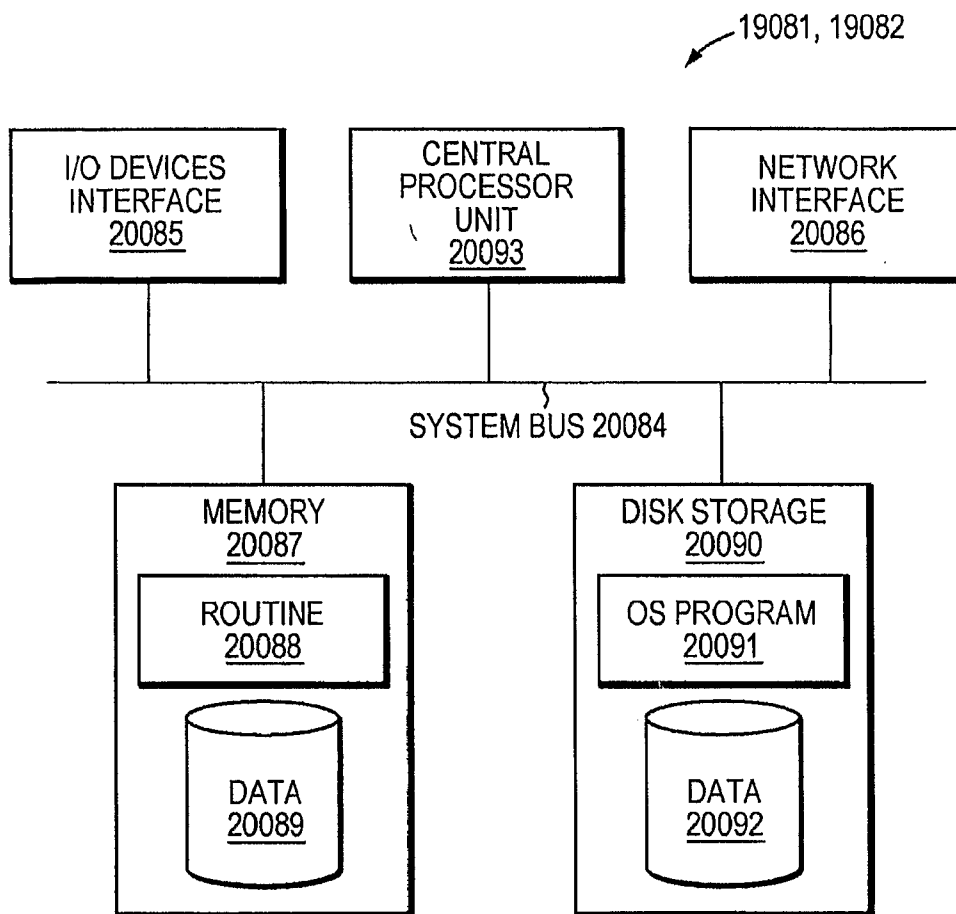 19081, 19082
I/O DEVICES
INTERFACE
20085
CENTRAL
PROCESSOR
UNIT
20093
NETWORK
INTERFACE
20086
SYSTEM BUS 20084
MEMORY
20087
ROUTINE
20088
DATA
20089
DISK STORAGE
20090
OS PROGRAM
20091
DATA
20092